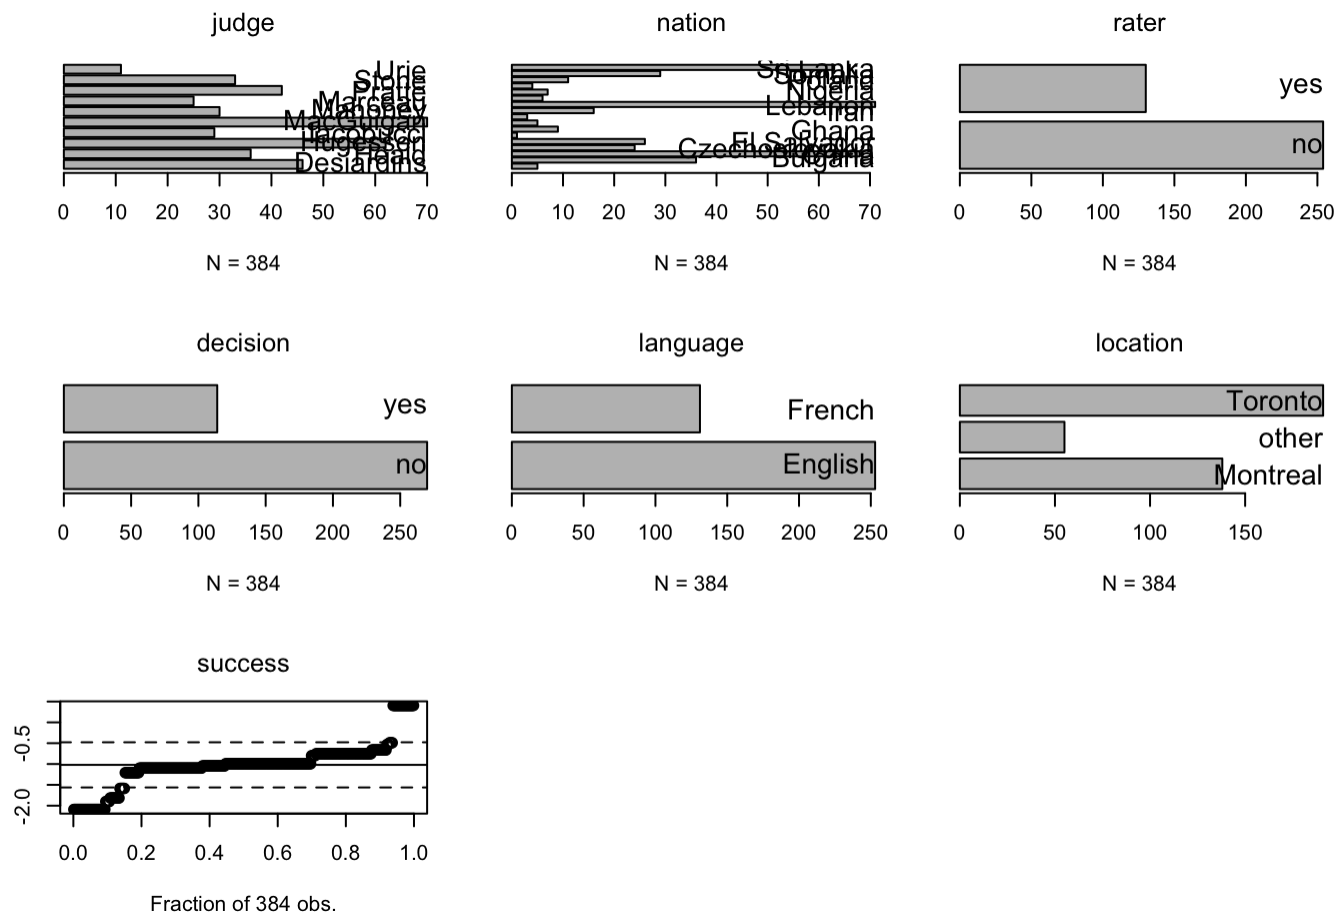 judge
Urie
Stone
Pratte
Marceau
Mahoney
MacGuigan
Iacobucci
Hugessen
Heald
Desjardins
0 10 20 30 40 50 60 70
N = 384
nation
Sri Lanka
Somalia
Nigeria
Lebanon
Iran
Ghana
El Salvador
Czechoslovakia
Bulgaria
0 10 20 30 40 50 60 70
N = 384
rater
yes
no
0 50 100 150 200 250
N = 384
decision
yes
no
0 50 100 150 200 250
N = 384
language
French
English
0 50 100 150 200 250
N = 384
location
Toronto
other
Montreal
0 50 100 150
N = 384
success
-0.5
-2.0
0.0 0.2 0.4 0.6 0.8 1.0
Fraction of 384 obs.